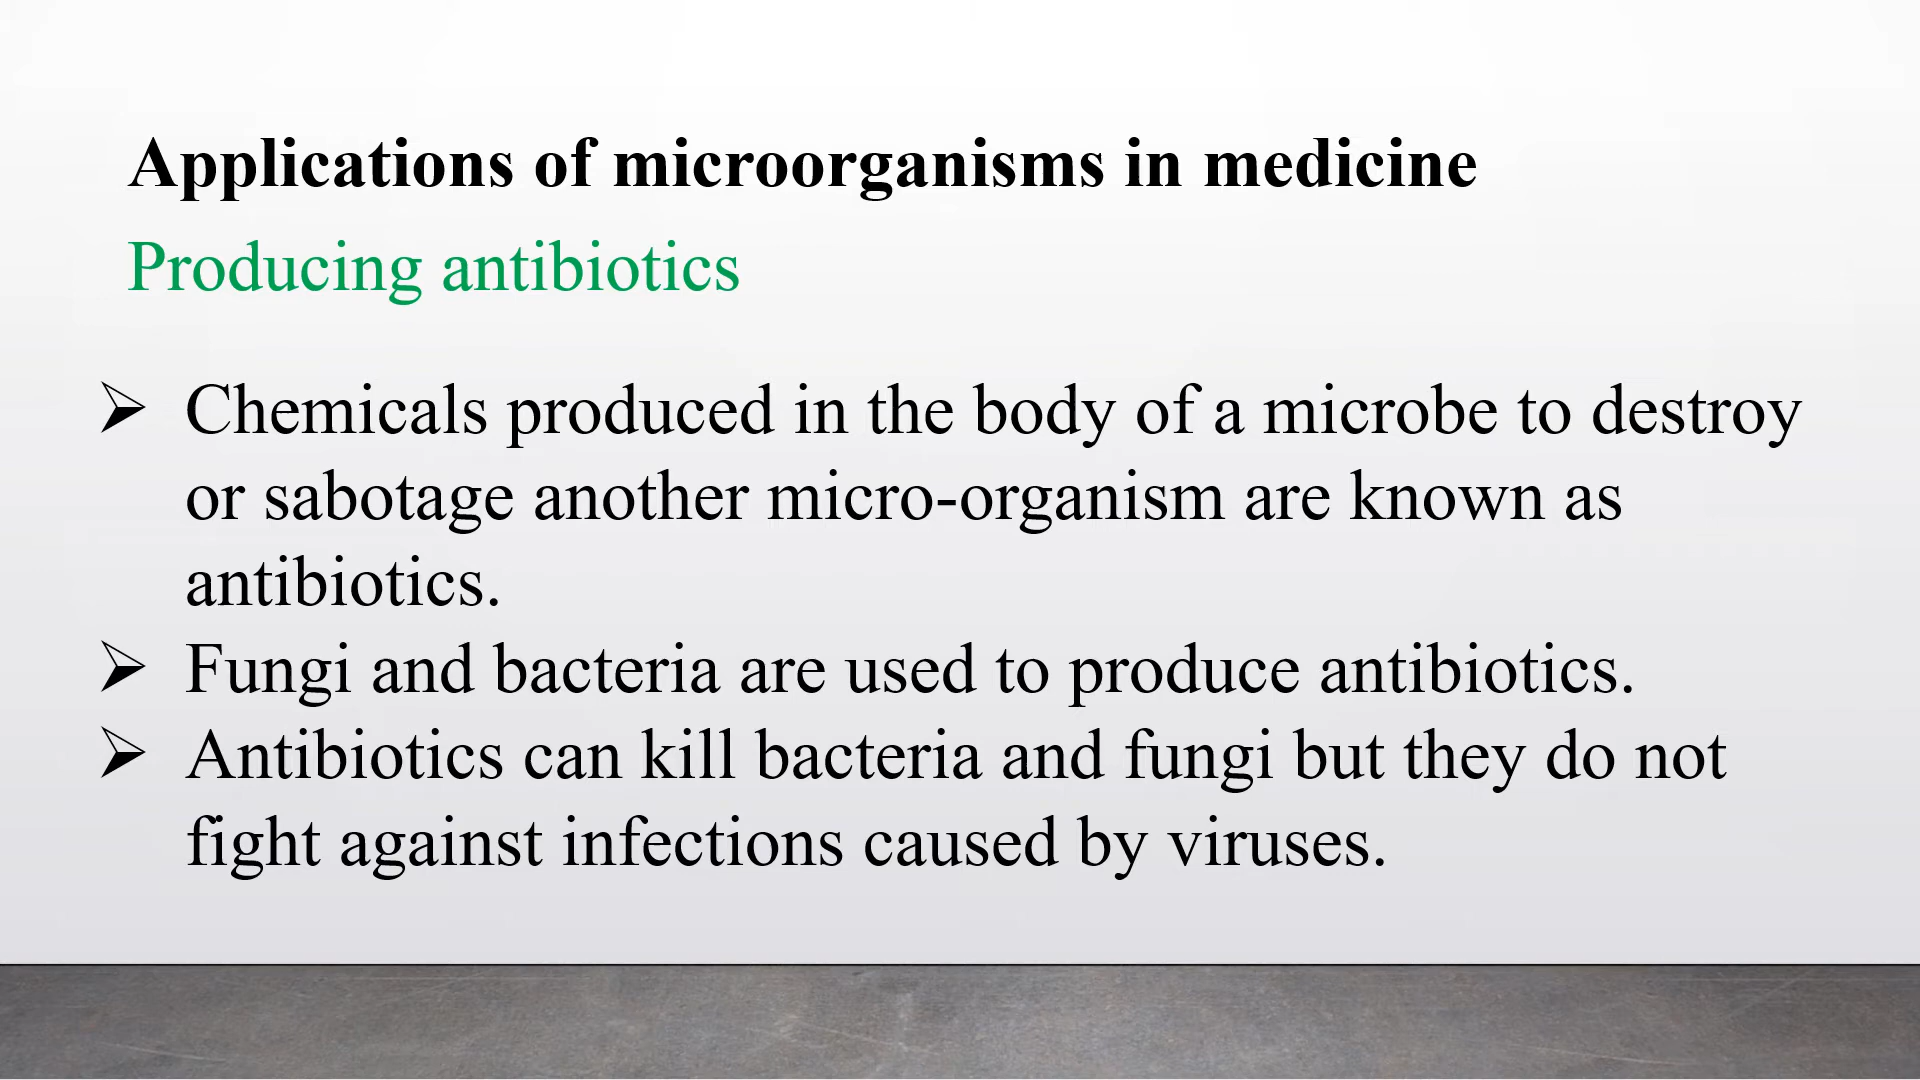 Applications of microorganisms in medicine
Producing antibiotics
➢ Chemicals produced in the body of a microbe to destroy
or sabotage another micro-organism are known as
antibiotics.
➢ Fungi and bacteria are used to produce antibiotics.
➢ Antibiotics can kill bacteria and fungi but they do not
fight against infections caused by viruses.